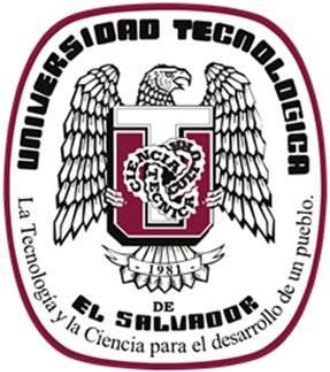 UNIVERSIDAD TECNOLOGICA
CIENCIA
TECNICA
1981
DE
EL SALVADOR
La Tecnología y la Ciencia para el desarrollo de un pueblo.